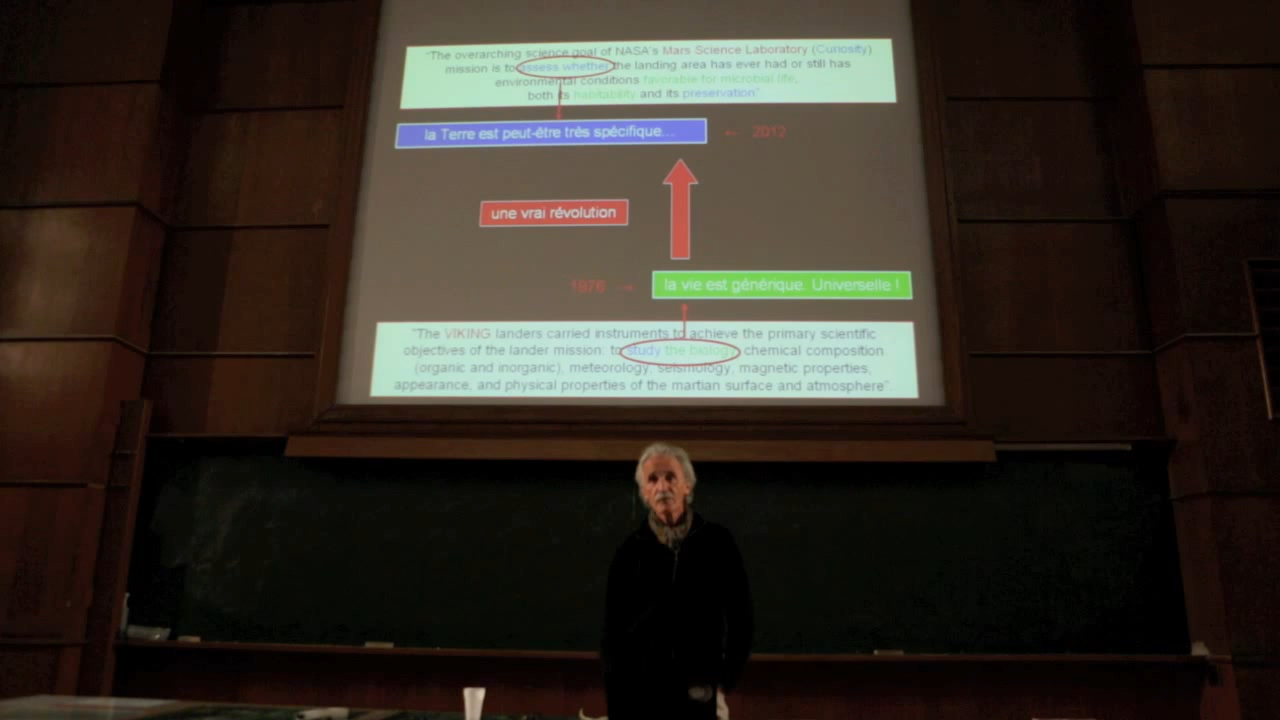 "The overarching science goal of NASA's Mars Science Laboratory (Curiosity)
mission is to assess whether the landing area has ever had or still has
environmental conditions favorable for microbial life,
both its habitability and its preservation"
la Terre est peut-être très spécifique...
← 2012
une vrai révolution
1976 →
la vie est générique. Universelle !
"The VIKING landers carried instruments to achieve the primary scientific
objectives of the lander mission: to study the biology, chemical composition
(organic and inorganic), meteorology, seismology, magnetic properties,
appearance, and physical properties of the martian surface and atmosphere".